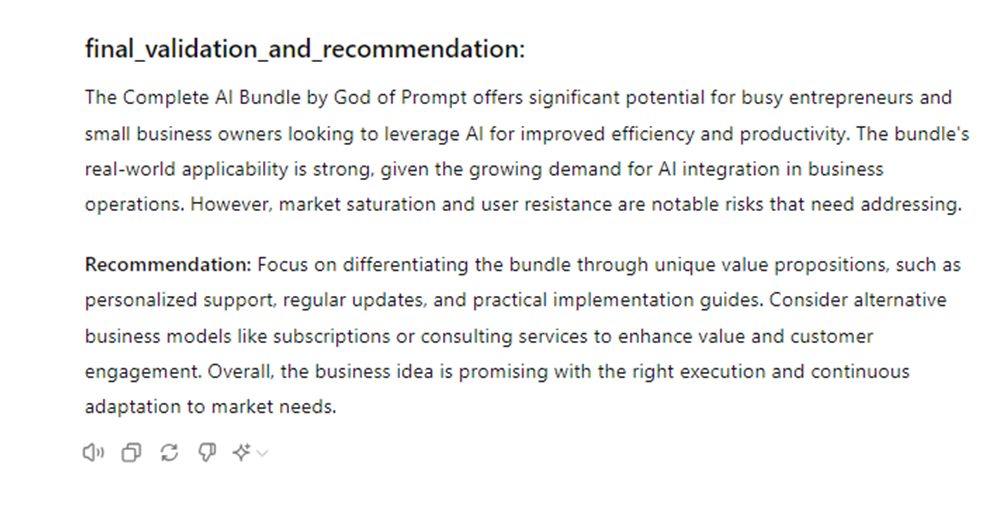 final_validation_and_recommendation:
The Complete AI Bundle by God of Prompt offers significant potential for busy entrepreneurs and
small business owners looking to leverage AI for improved efficiency and productivity. The bundle's
real-world applicability is strong, given the growing demand for AI integration in business
operations. However, market saturation and user resistance are notable risks that need addressing.
Recommendation: Focus on differentiating the bundle through unique value propositions, such as
personalized support, regular updates, and practical implementation guides. Consider alternative
business models like subscriptions or consulting services to enhance value and customer
engagement. Overall, the business idea is promising with the right execution and continuous
adaptation to market needs.